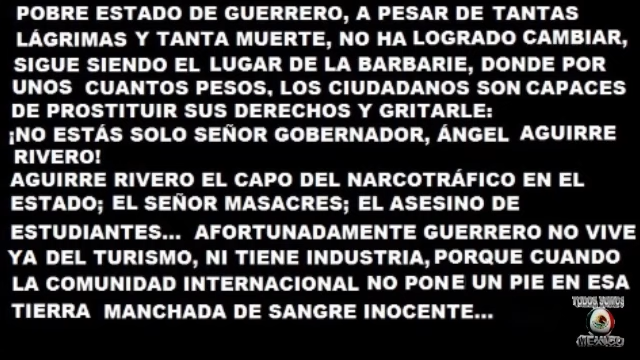 POBRE ESTADO DE GUERRERO, A PESAR DE TANTAS
LÁGRIMAS Y TANTA MUERTE, NO HA LOGRADO CAMBIAR,
SIGUE SIENDO EL LUGAR DE LA BARBARIE, DONDE POR
UNOS CUANTOS PESOS, LOS CIUDADANOS SON CAPACES
DE PROSTITUIR SUS DERECHOS Y GRITARLE:
¡NO ESTÁS SOLO SEÑOR GOBERNADOR, ÁNGEL AGUIRRE
RIVERO!
AGUIRRE RIVERO EL CAPO DEL NARCOTRÁFICO EN EL
ESTADO; EL SEÑOR MASACRES; EL ASESINO DE
ESTUDIANTES... AFORTUNADAMENTE GUERRERO NO VIVE
YA DEL TURISMO, NI TIENE INDUSTRIA, PORQUE CUANDO
LA COMUNIDAD INTERNACIONAL NO PONE UN PIE EN ESA
TIERRA MANCHADA DE SANGRE INOCENTE...
TODOS SOMOS
MÉXICO